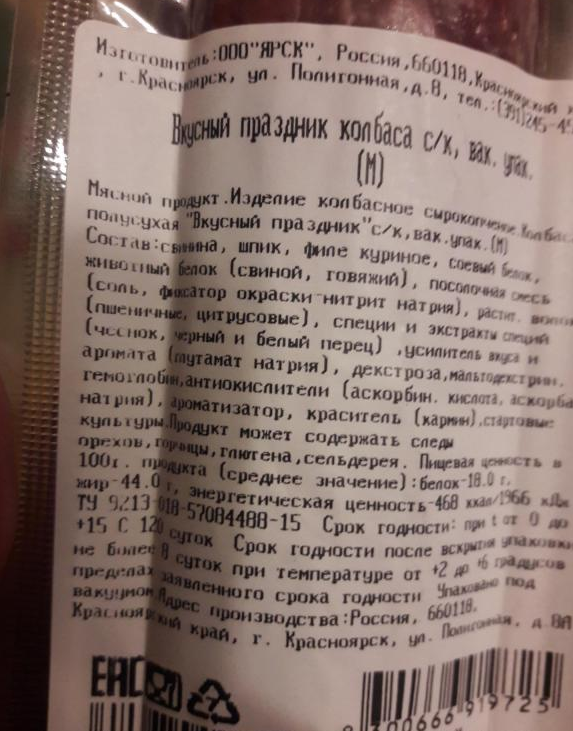 Изготовитель:ООО"ЯРСК", Россия,660118,Красноярский
, г.Красноярск, ул. Полигонная,д.8, тел.:(391)245-45
Вкусный праздник колбаса с/к, вак. упак.
(М)
Мясной продукт.Изделие колбасное сырокопченое.Колбаса
полусухая "Вкусный праздник"с/к,вак.упак.(М)
Состав:свинина, шпик, филе куриное, соевый белок,
животный белок (свиной, говяжий), посолочная смесь
(соль, фиксатор окраски-нитрит натрия), растит. волокна
(пшеничные, цитрусовые), специи и экстракты специй
(чеснок, черный и белый перец) ,усилитель вкуса и
аромата (глутамат натрия), декстроза,мальтодекстрин,
гемоглобин,антиокислители (аскорбин. кислота, аскорба
натрия), ароматизатор, краситель (кармин),стартовые
культуры.Продукт может содержать следы
орехов,горчицы,глютена,сельдерея. Пищевая ценность в
100г. продукта (среднее значение):белок-18.0 г,
жир-44.0 г, энергетическая ценность-468 ккал/1966 кДж
ТУ 9213-018-57084488-15 Срок годности: при t от 0 до
+15 С 120 суток Срок годности после вскрытия упаковки
не более 8 суток при температуре от +2 до +6 градусов
пределах заявленного срока годности Упаковано под
вакуумом Адрес производства:Россия, 660118,
Красноярский край, г. Красноярск, ул. Полигонная, д. 8А
EAC
600666 919725